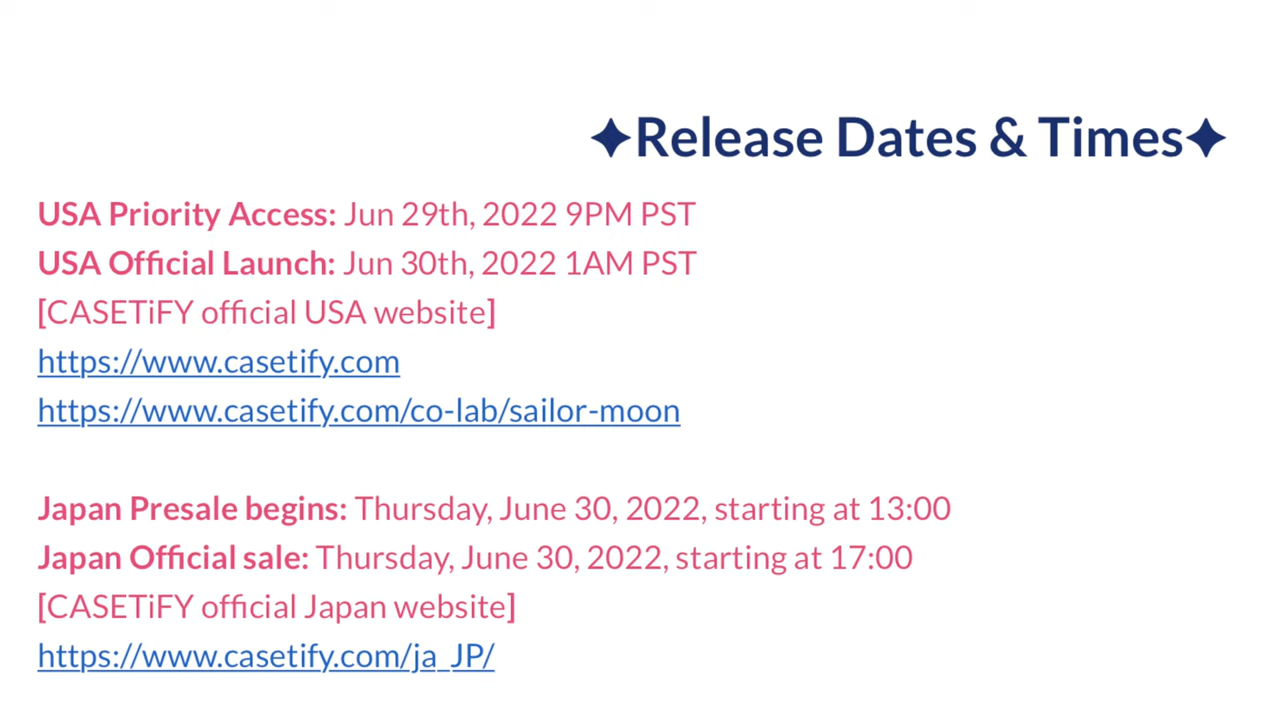 ✦Release Dates & Times✦
USA Priority Access: Jun 29th, 2022 9PM PST
USA Official Launch: Jun 30th, 2022 1AM PST
[CASETiFY official USA website]
https://www.casetify.com
https://www.casetify.com/co-lab/sailor-moon
Japan Presale begins: Thursday, June 30, 2022, starting at 13:00
Japan Official sale: Thursday, June 30, 2022, starting at 17:00
[CASETiFY official Japan website]
https://www.casetify.com/ja_JP/